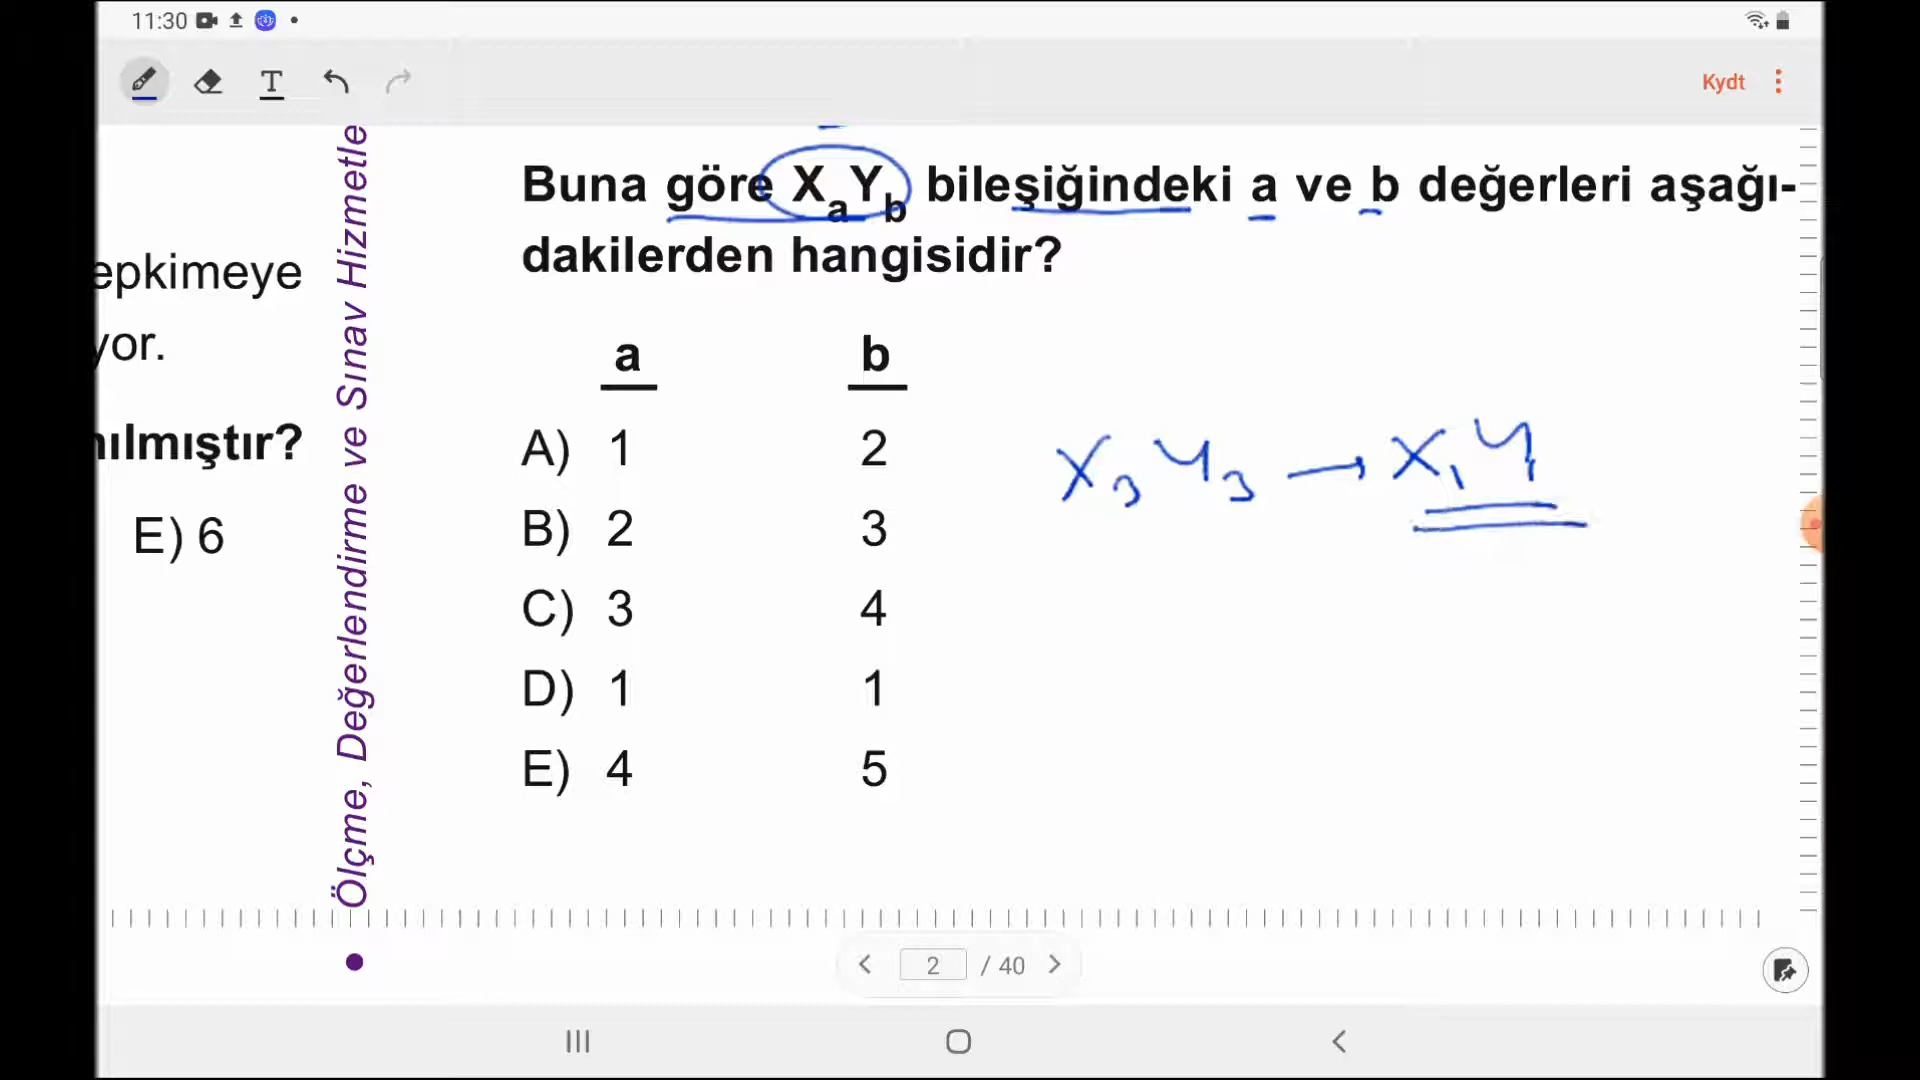 11:30
T
Kydt
epkimeye
yor.
nılmıştır?
E) 6
Ölçme, Değerlendirme ve Sınav Hizmetle
Buna göre XaYb bileşiğindeki a ve b değerleri aşağı-
dakilerden hangisidir?
a b
A) 1 2
B) 2 3
C) 3 4
D) 1 1
E) 4 5
X3Y3 → X1Y1
2 / 40